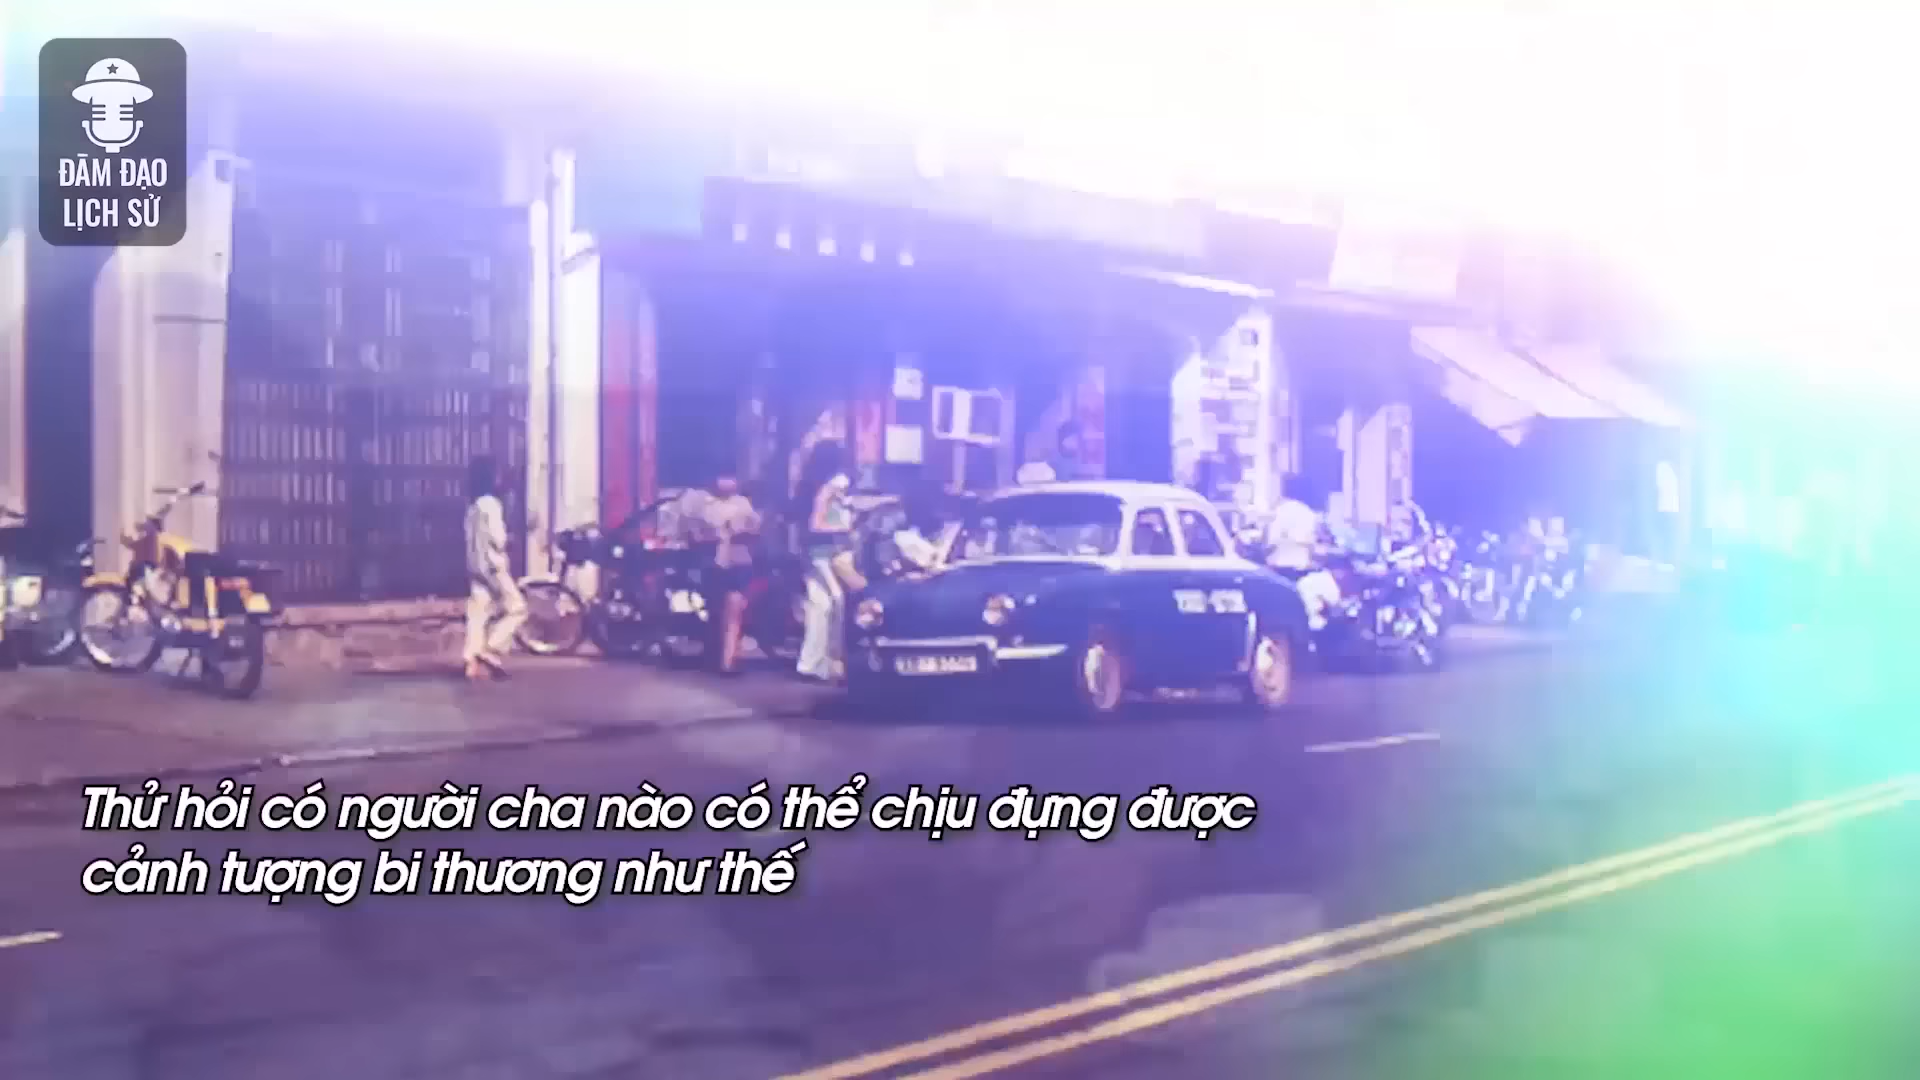 ĐÀM ĐẠO
LỊCH SỬ
Thử hỏi có người cha nào có thể chịu đựng được
cảnh tượng bi thương như thế